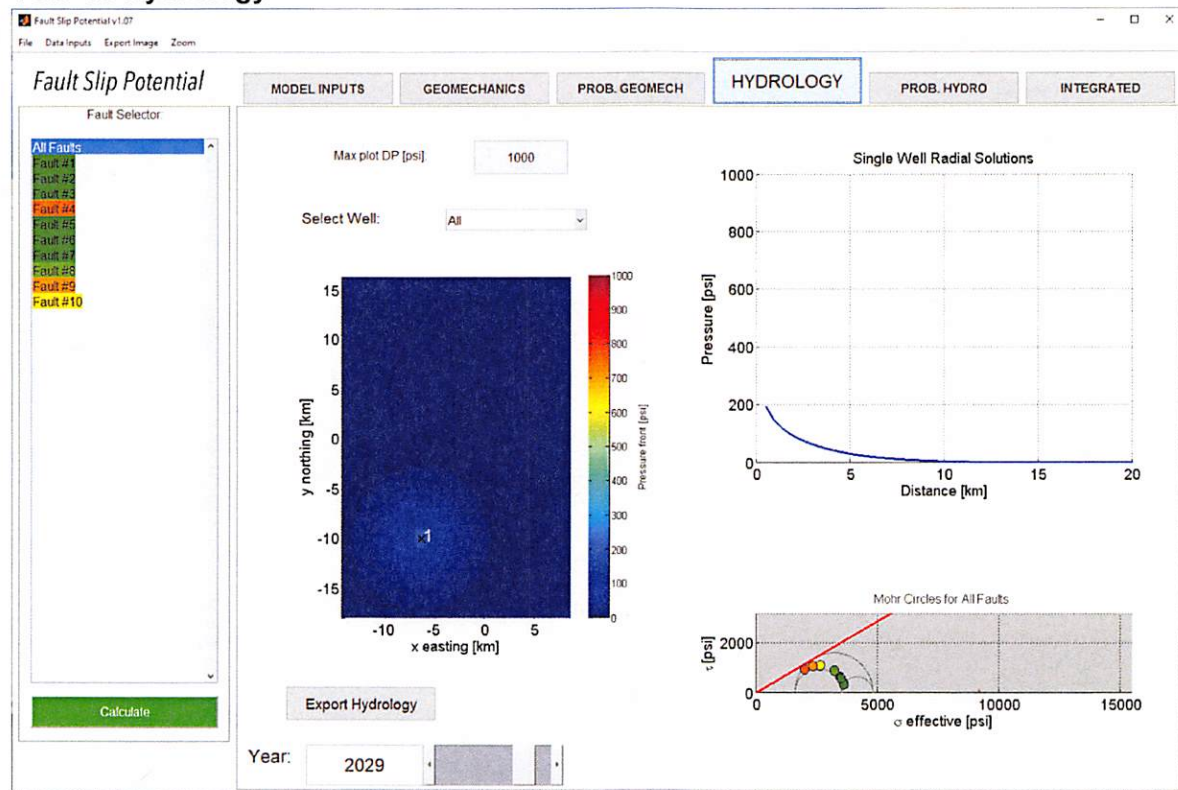 Fault Slip Potential v1.07
File Data Inputs Export Image Zoom
Fault Slip Potential
MODEL INPUTS
GEOMECHANICS
PROB. GEOMECH
HYDROLOGY
PROB. HYDRO
INTEGRATED
Fault Selector
All Faults
Fault #1
Fault #2
Fault #3
Fault #4
Fault #5
Fault #6
Fault #7
Fault #8
Fault #9
Fault #10
Calculate
Max plot DP [psi]
1000
Select Well:
All
15
10
5
0
-5
-10
-15
y northing [km]
1
-10 -5 0 5
x easting [km]
1000
900
800
700
600
500
400
300
200
100
0
Pressure front [psi]
Export Hydrology
Year:
2029
Single Well Radial Solutions
1000
800
600
400
200
0
Pressure [psi]
0 5 10 15 20
Distance [km]
Mohr Circles for All Faults
2000
0
τ [psi]
0 5000 10000 15000
σ effective [psi]